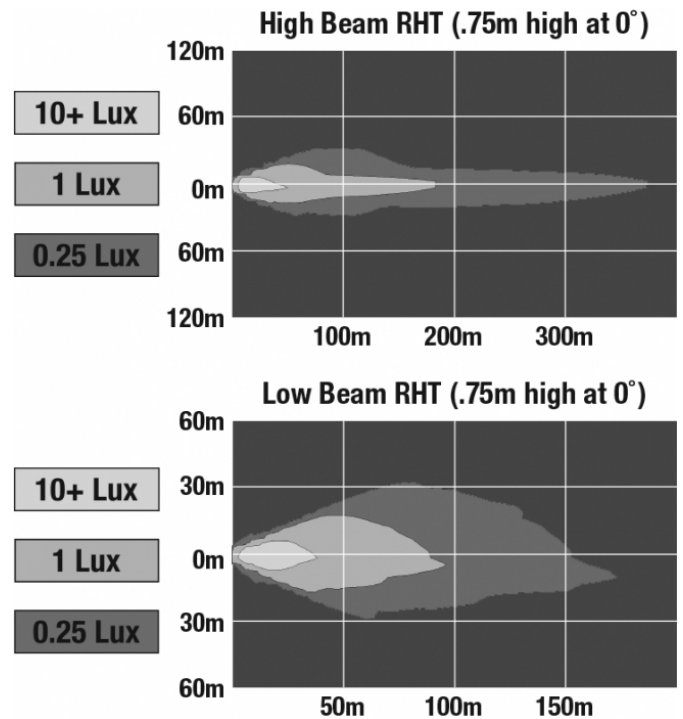 High Beam RHT (.75m high at 0˚)
120m
10+ Lux
60m
1 Lux
0m
0.25 Lux
60m
120m
100m 200m 300m
Low Beam RHT (.75m high at 0˚)
60m
10+ Lux
30m
1 Lux
0m
0.25 Lux
30m
60m
50m 100m 150m